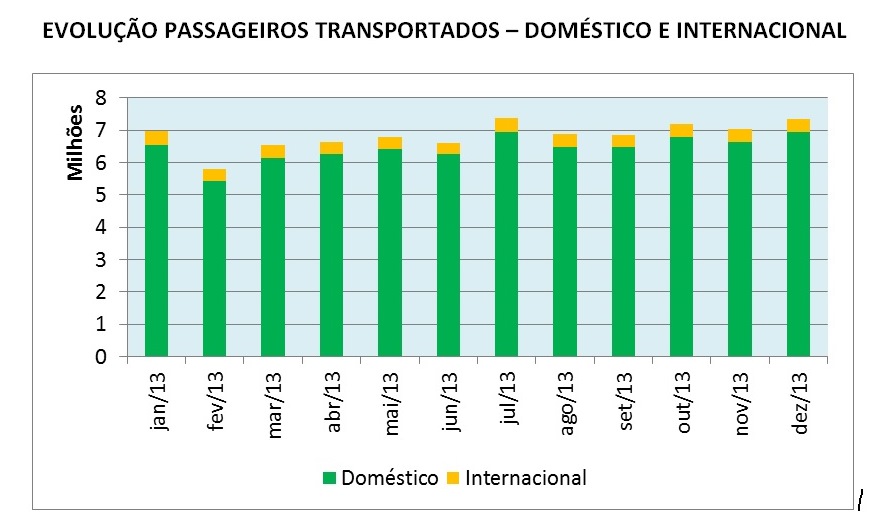 EVOLUÇÃO PASSAGEIROS TRANSPORTADOS – DOMÉSTICO E INTERNACIONAL
Milhões
8
7
6
5
4
3
2
1
0
jan/13 fev/13 mar/13 abr/13 mai/13 jun/13 jul/13 ago/13 set/13 out/13 nov/13 dez/13
Doméstico Internacional